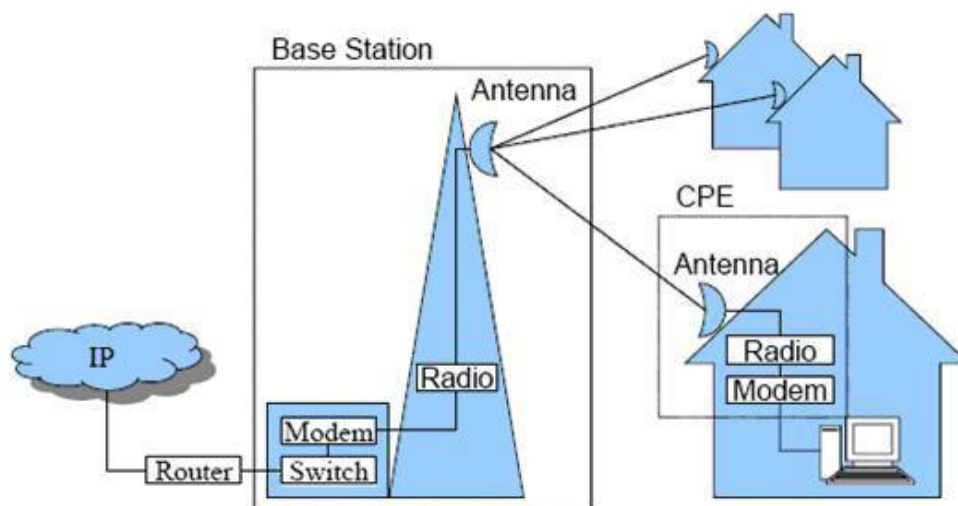 Base Station
Antenna
CPE
Antenna
IP
Radio
Radio
Modem
Modem
Router
Switch